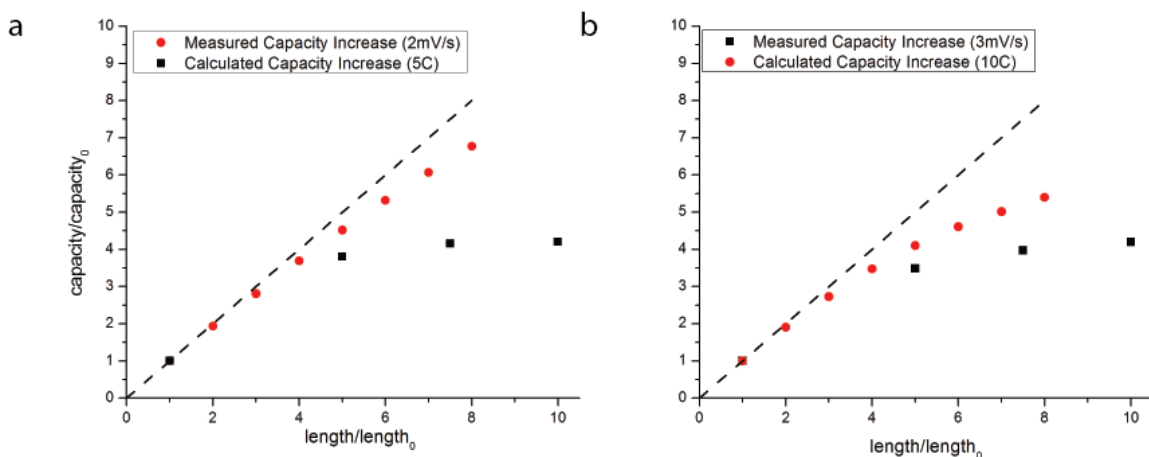 a
Measured Capacity Increase (2mV/s)
Calculated Capacity Increase (5C)
capacity/capacity0
10
9
8
7
6
5
4
3
2
1
0
0 2 4 6 8 10
length/length0
b
Measured Capacity Increase (3mV/s)
Calculated Capacity Increase (10C)
10
9
8
7
6
5
4
3
2
1
0
0 2 4 6 8 10
length/length0